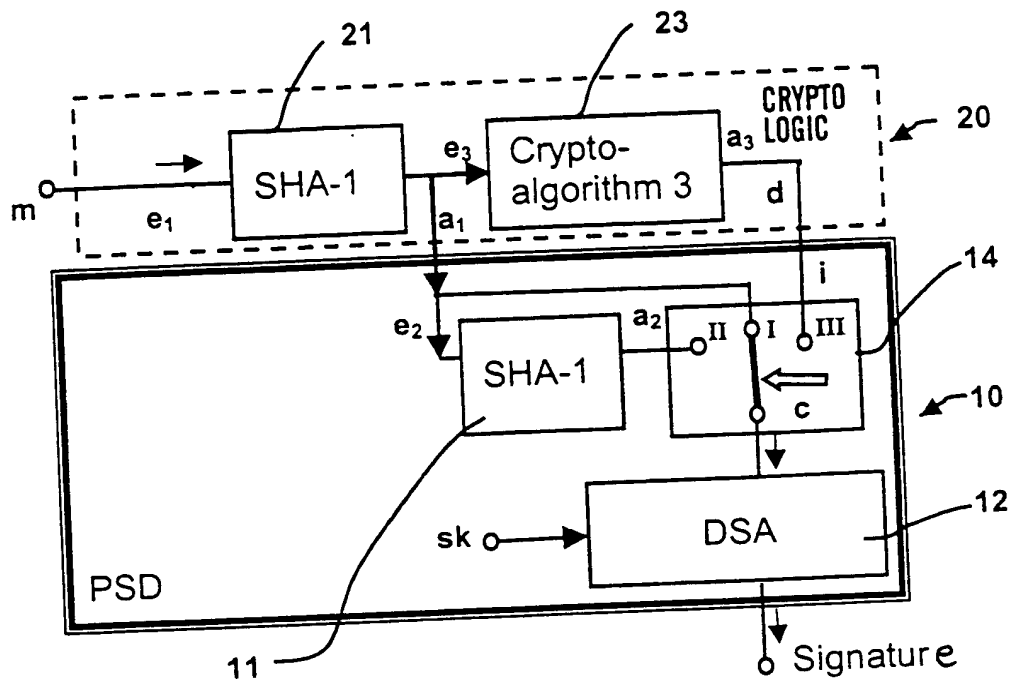 21
23
CRYPTO
LOGIC
20
SHA-1
e₃
Crypto-
algorithm 3
a₃
m
e₁
a₁
d
i
14
e₂
a₂
II
I
III
SHA-1
c
10
sk
DSA
12
PSD
11
Signature